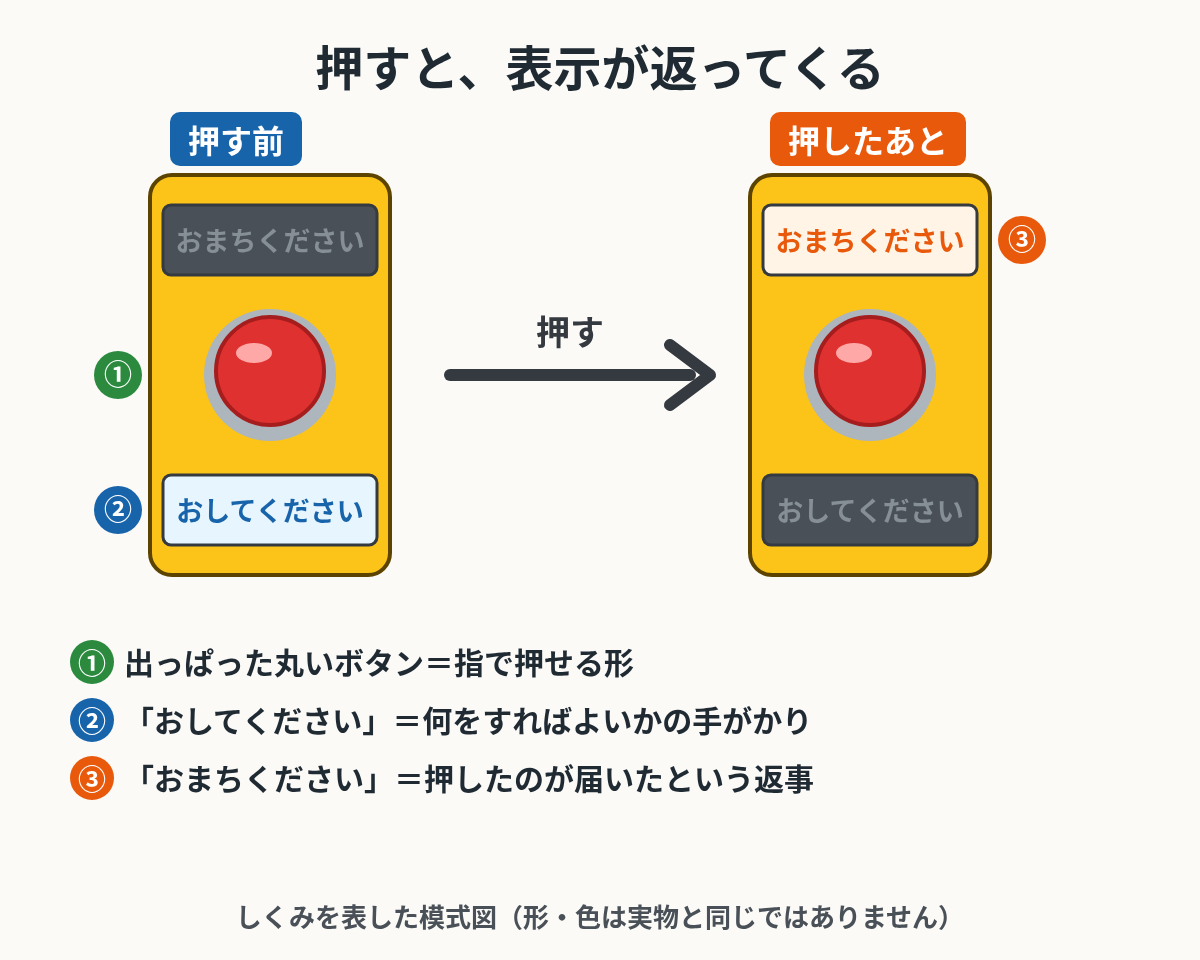 押すと、表示が返ってくる
押す前
押したあと
おまちください
おまちください
③
押す
①
②
おしてください
おしてください
① 出っぱった丸いボタン＝指で押せる形
② 「おしてください」＝何をすればよいかの手がかり
③ 「おまちください」＝押したのが届いたという返事
しくみを表した模式図（形・色は実物と同じではありません）